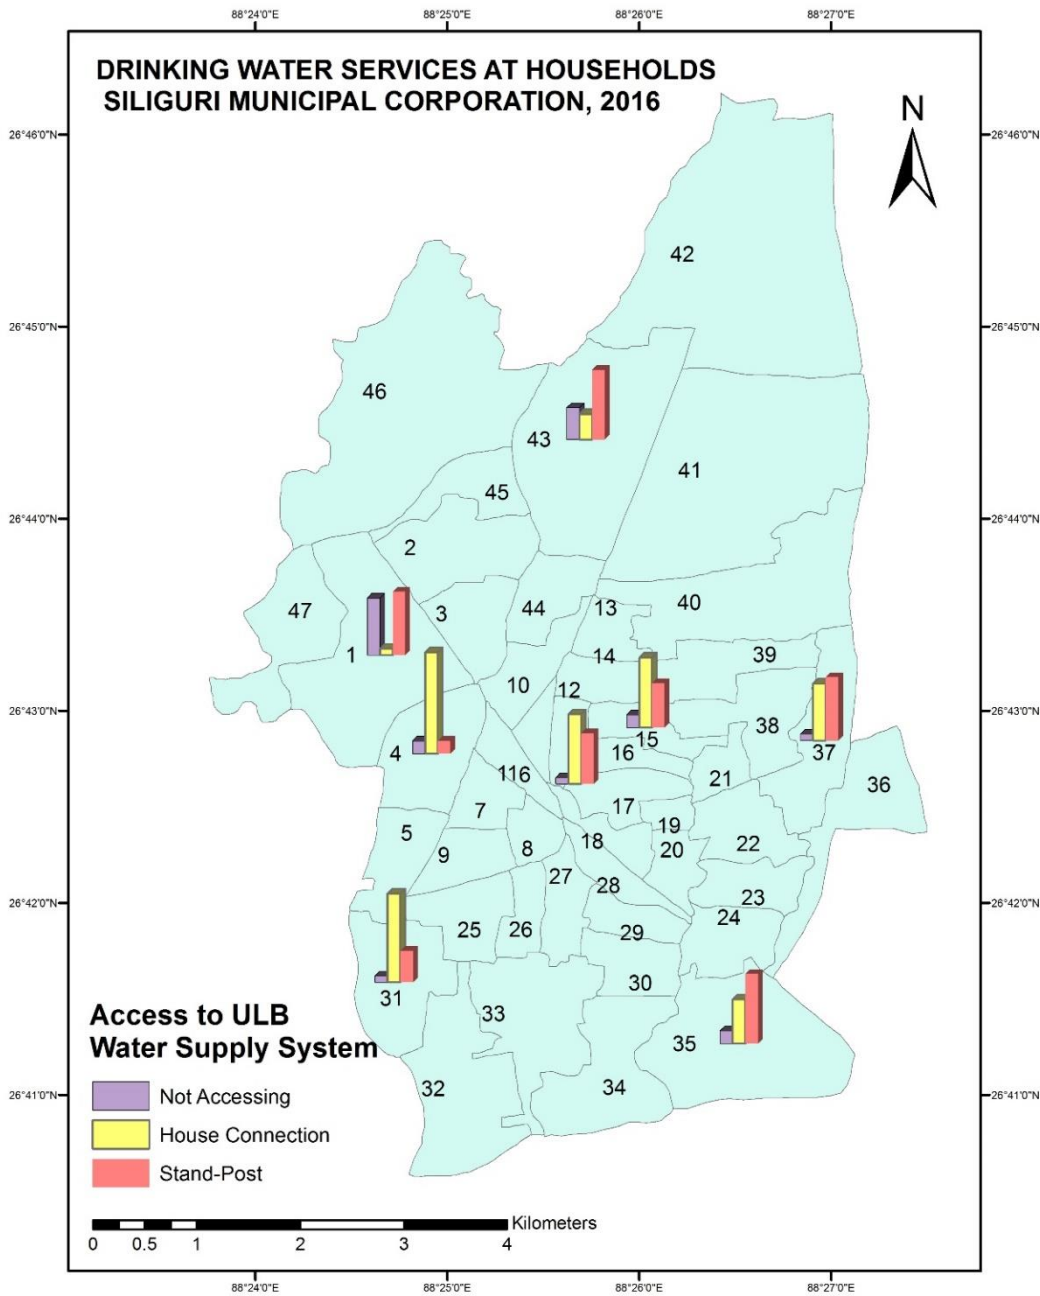 88°24'0"E 88°25'0"E 88°26'0"E 88°27'0"E
DRINKING WATER SERVICES AT HOUSEHOLDS
SILIGURI MUNICIPAL CORPORATION, 2016
N
26°46'0"N 26°46'0"N
42
26°45'0"N 26°45'0"N
46
43
41
45
26°44'0"N 26°44'0"N
2
47 3 44 13 40
1 14 39
10 12
26°43'0"N 26°43'0"N
38
4 16 15 37
116 21 36
7 17
5 19
9 8 18 20 22
27 28
23
26°42'0"N 26°42'0"N
24
25 26 29
30
31
33
Access to ULB
Water Supply System
35
32 34
26°41'0"N 26°41'0"N
Not Accessing
House Connection
Stand-Post
Kilometers
0 0.5 1 2 3 4
88°24'0"E 88°25'0"E 88°26'0"E 88°27'0"E